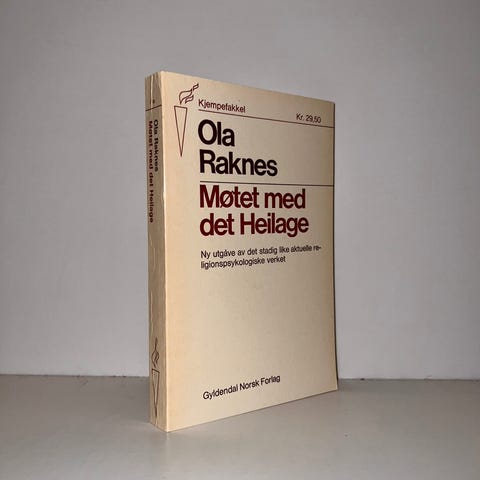 Kjempefakkel
Kr. 29.50
Ola
Raknes
Møtet med
det Heilage
Ny utgåve av det stadig like aktuelle re-
ligionspsykologiske verket
Gyldendal Norsk Forlag
Ola Raknes
Møtet med det Heilage